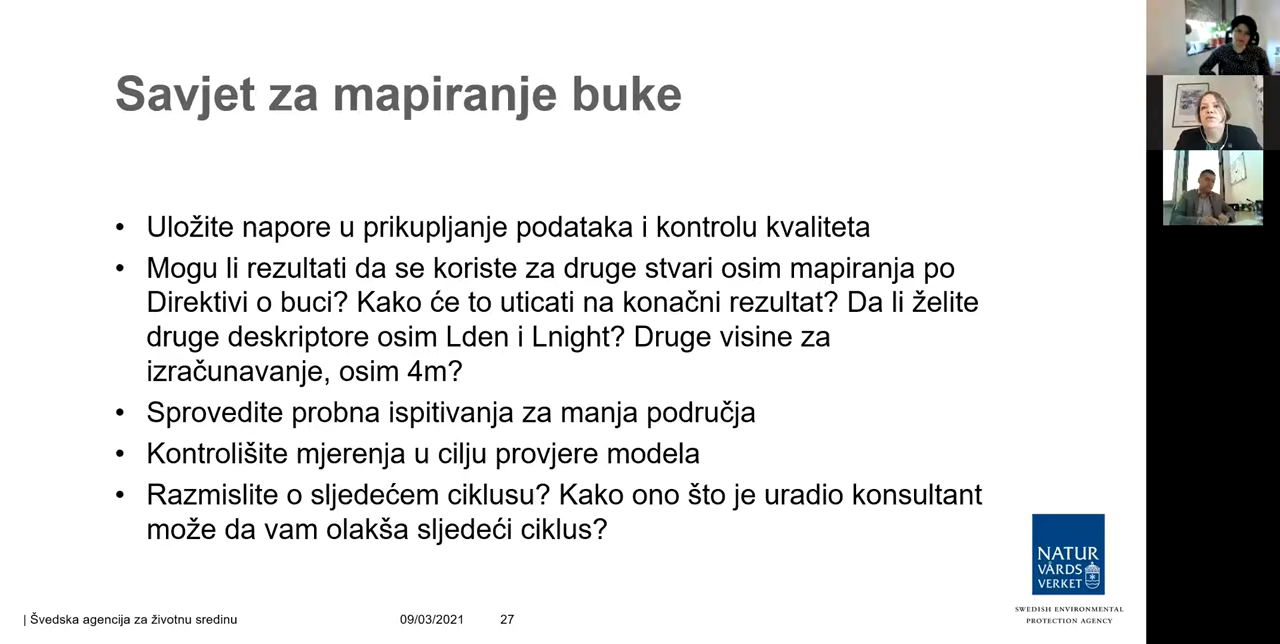 Savjet za mapiranje buke
• Uložite napore u prikupljanje podataka i kontrolu kvaliteta
• Mogu li rezultati da se koriste za druge stvari osim mapiranja po
Direktivi o buci? Kako će to uticati na konačni rezultat? Da li želite
druge deskriptore osim Lden i Lnight? Druge visine za
izračunavanje, osim 4m?
• Sprovedite probna ispitivanja za manja područja
• Kontrolišite mjerenja u cilju provjere modela
• Razmislite o sljedećem ciklusu? Kako ono što je uradio konsultant
može da vam olakša sljedeći ciklus?
NATUR
VÅRDS
VERKET
SWEDISH ENVIRONMENTAL
PROTECTION AGENCY
| Švedska agencija za životnu sredinu 09/03/2021 27